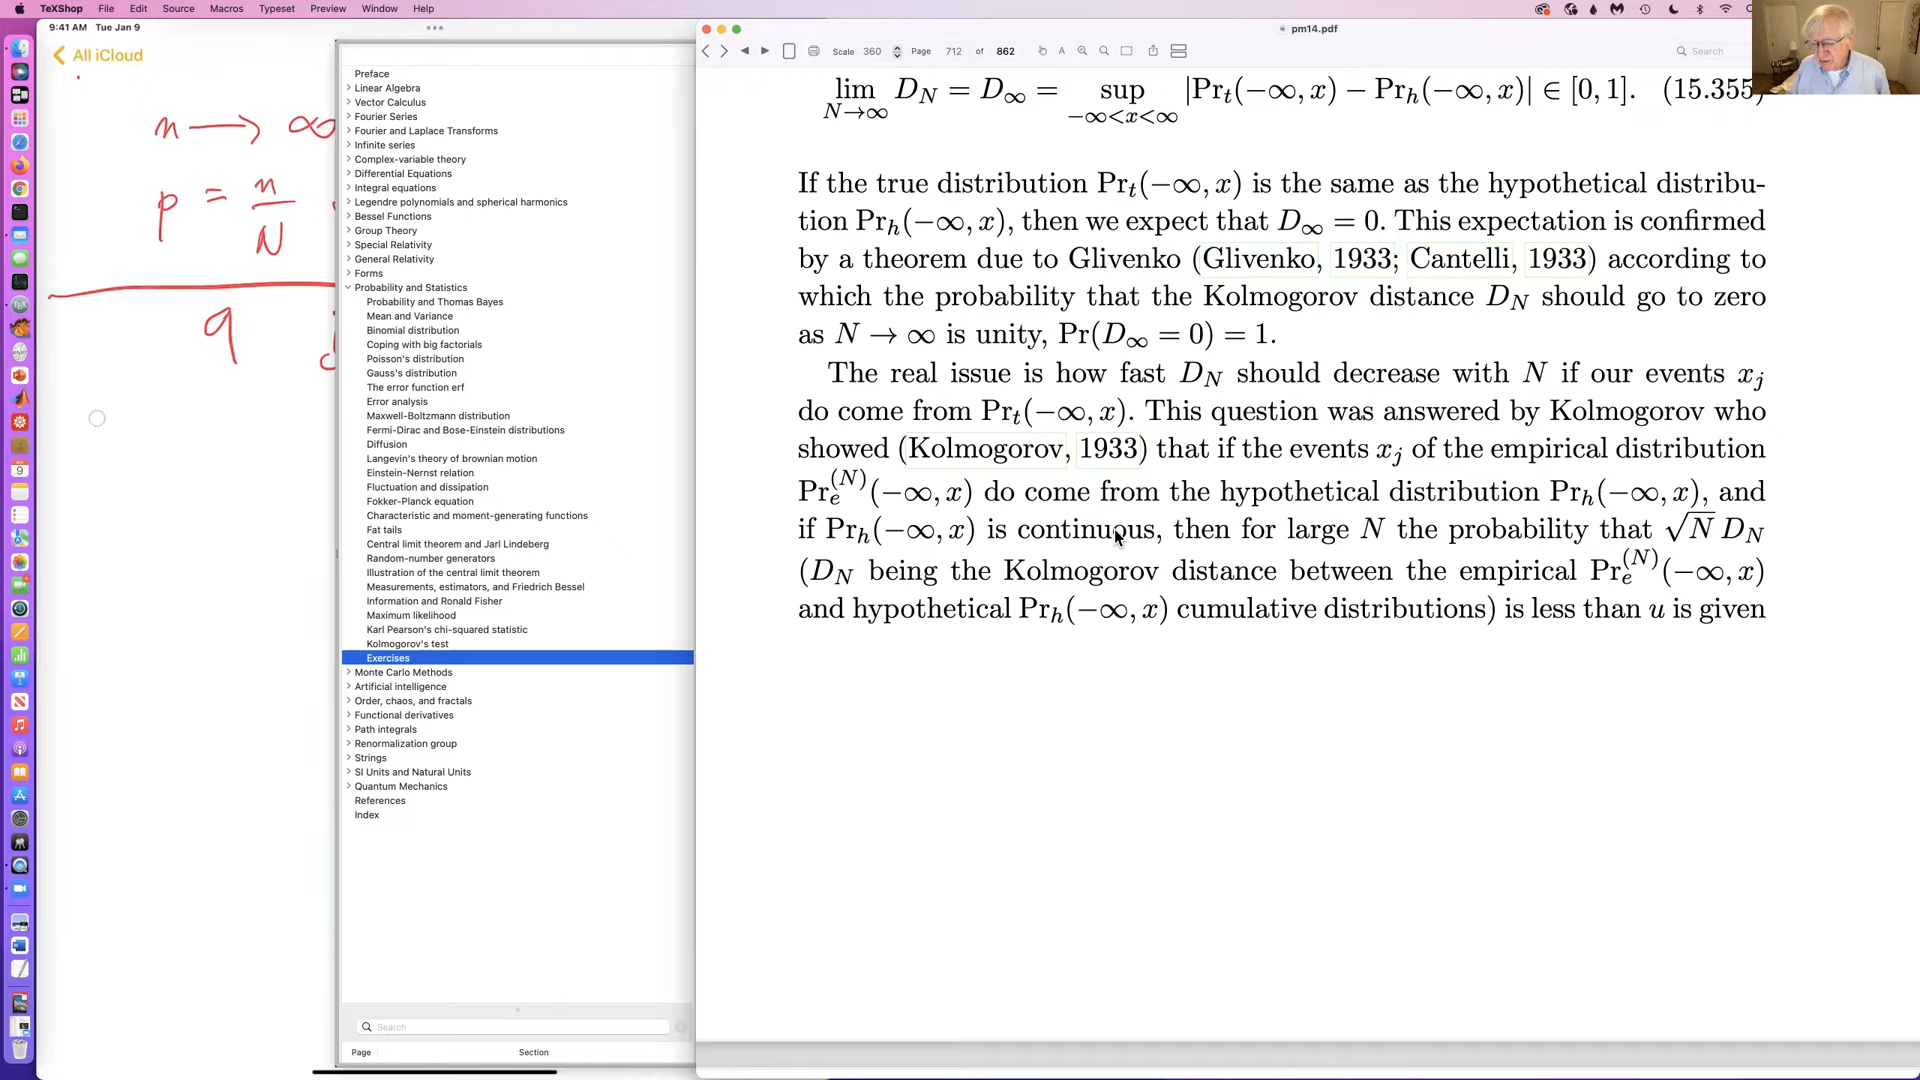 TeXShop File Edit Source Macros Typeset Preview Window Help
9:41 AM Tue Jan 9
All iCloud
n → ∞
p = n/N
q
Preface
Linear Algebra
Vector Calculus
Fourier Series
Fourier and Laplace Transforms
Infinite series
Complex-variable theory
Differential Equations
Integral equations
Legendre polynomials and spherical harmonics
Bessel Functions
Group Theory
Special Relativity
General Relativity
Forms
Probability and Statistics
Probability and Thomas Bayes
Mean and Variance
Binomial distribution
Coping with big factorials
Poisson's distribution
Gauss's distribution
The error function erf
Error analysis
Maxwell-Boltzmann distribution
Fermi-Dirac and Bose-Einstein distributions
Diffusion
Langevin's theory of brownian motion
Einstein-Nernst relation
Fluctuation and dissipation
Fokker-Planck equation
Characteristic and moment-generating functions
Fat tails
Central limit theorem and Jarl Lindeberg
Random-number generators
Illustration of the central limit theorem
Measurements, estimators, and Friedrich Bessel
Information and Ronald Fisher
Maximum likelihood
Karl Pearson's chi-squared statistic
Kolmogorov's test
Exercises
Monte Carlo Methods
Artificial intelligence
Order, chaos, and fractals
Functional derivatives
Path integrals
Renormalization group
Strings
SI Units and Natural Units
Quantum Mechanics
References
Index
Search
Page Section
pm14.pdf
Scale 360 Page 712 of 862 Search
lim_{N→∞} D_N = D_∞ = sup_{−∞<x<∞} |Pr_t(−∞, x) − Pr_h(−∞, x)| ∈ [0, 1]. (15.355)
If the true distribution Pr_t(−∞, x) is the same as the hypothetical distribu-
tion Pr_h(−∞, x), then we expect that D_∞ = 0. This expectation is confirmed
by a theorem due to Glivenko (Glivenko, 1933; Cantelli, 1933) according to
which the probability that the Kolmogorov distance D_N should go to zero
as N → ∞ is unity, Pr(D_∞ = 0) = 1.
The real issue is how fast D_N should decrease with N if our events x_j
do come from Pr_t(−∞, x). This question was answered by Kolmogorov who
showed (Kolmogorov, 1933) that if the events x_j of the empirical distribution
Pr_e^{(N)}(−∞, x) do come from the hypothetical distribution Pr_h(−∞, x), and
if Pr_h(−∞, x) is continuous, then for large N the probability that √N D_N
(D_N being the Kolmogorov distance between the empirical Pr_e^{(N)}(−∞, x)
and hypothetical Pr_h(−∞, x) cumulative distributions) is less than u is given